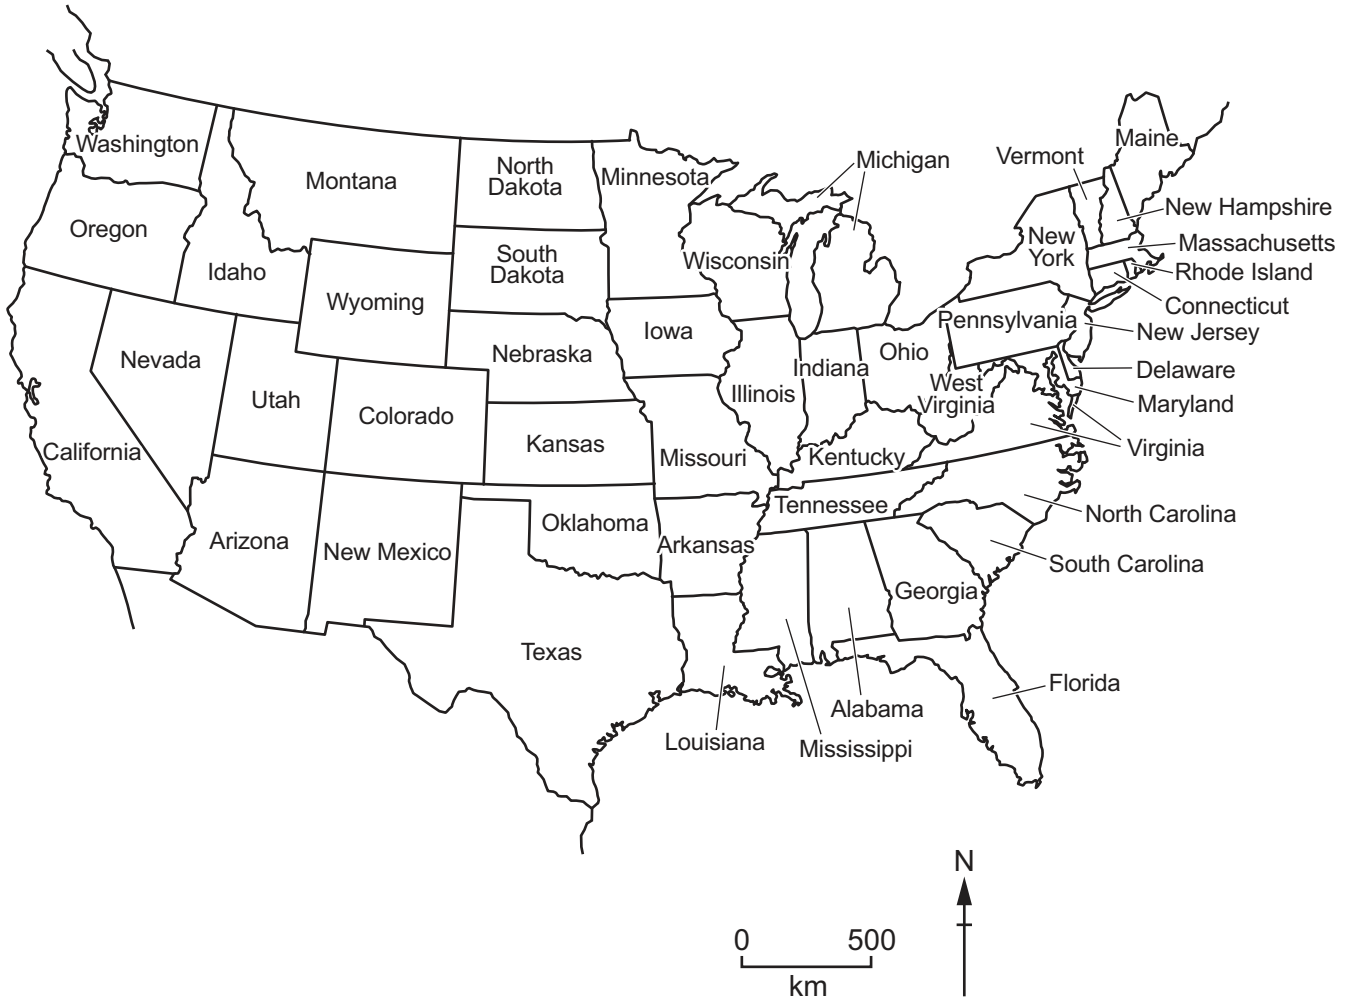 Maine
Washington
Vermont
Michigan
North
Dakota
Minnesota
Montana
New Hampshire
Oregon
New
York
Massachusetts
South
Dakota
Wisconsin
Idaho
Rhode Island
Wyoming
Connecticut
Pennsylvania
New Jersey
Iowa
Nebraska
Nevada
Ohio
Indiana
Delaware
West
Virginia
Illinois
Utah
Colorado
Maryland
Kansas
California
Missouri
Kentucky
Virginia
Tennessee
North Carolina
Oklahoma
Arizona
New Mexico
Arkansas
South Carolina
Georgia
Texas
Florida
Alabama
Louisiana
Mississippi
N
0 500
km